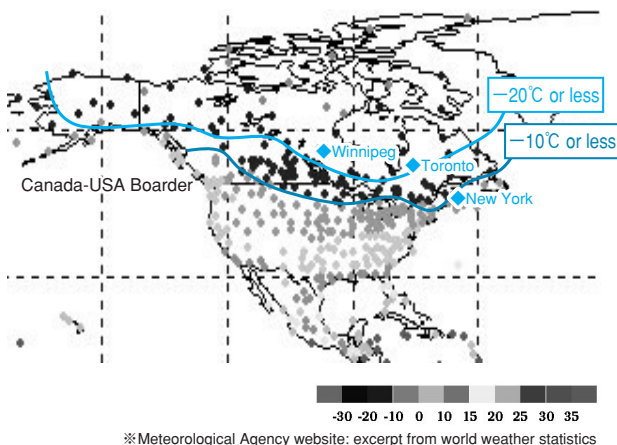 −20℃ or less
−10℃ or less
Winnipeg
Toronto
Canada-USA Boarder
New York
-30 -20 -10 0 10 15 20 25 30 35
※Meteorological Agency website: excerpt from world weather statistics